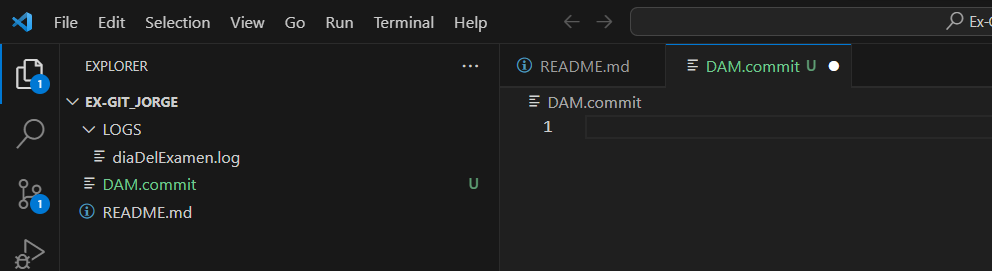 File Edit Selection View Go Run Terminal Help Ex-G
EXPLORER ...
README.md DAM.commit U
EX-GIT_JORGE
DAM.commit
LOGS
1
diaDelExamen.log
DAM.commit U
README.md
1
1